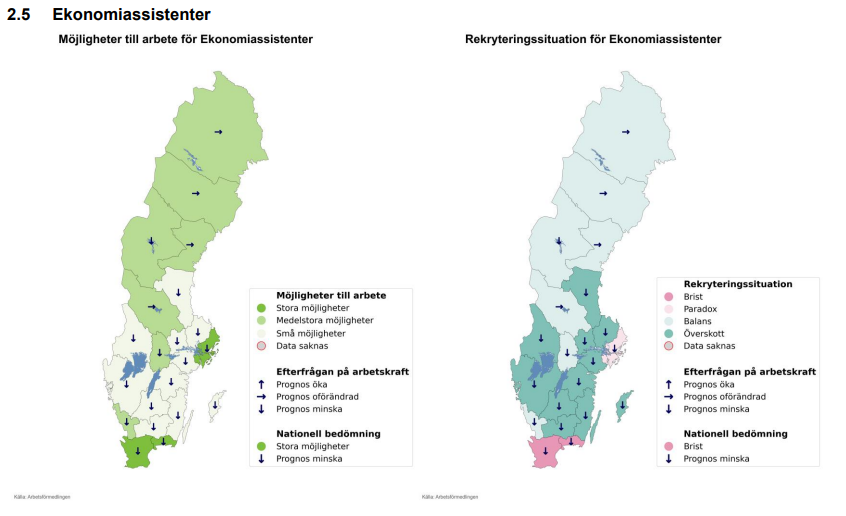 2.5 Ekonomiassistenter
Möjligheter till arbete för Ekonomiassistenter
Möjligheter till arbete
Stora möjligheter
Medelstora möjligheter
Små möjligheter
Data saknas
Efterfrågan på arbetskraft
Prognos öka
Prognos oförändrad
Prognos minska
Nationell bedömning
Stora möjligheter
Prognos minska
Källa: Arbetsförmedlingen
Rekryteringssituation för Ekonomiassistenter
Rekryteringssituation
Brist
Paradox
Balans
Överskott
Data saknas
Efterfrågan på arbetskraft
Prognos öka
Prognos oförändrad
Prognos minska
Nationell bedömning
Brist
Prognos minska
Källa: Arbetsförmedlingen